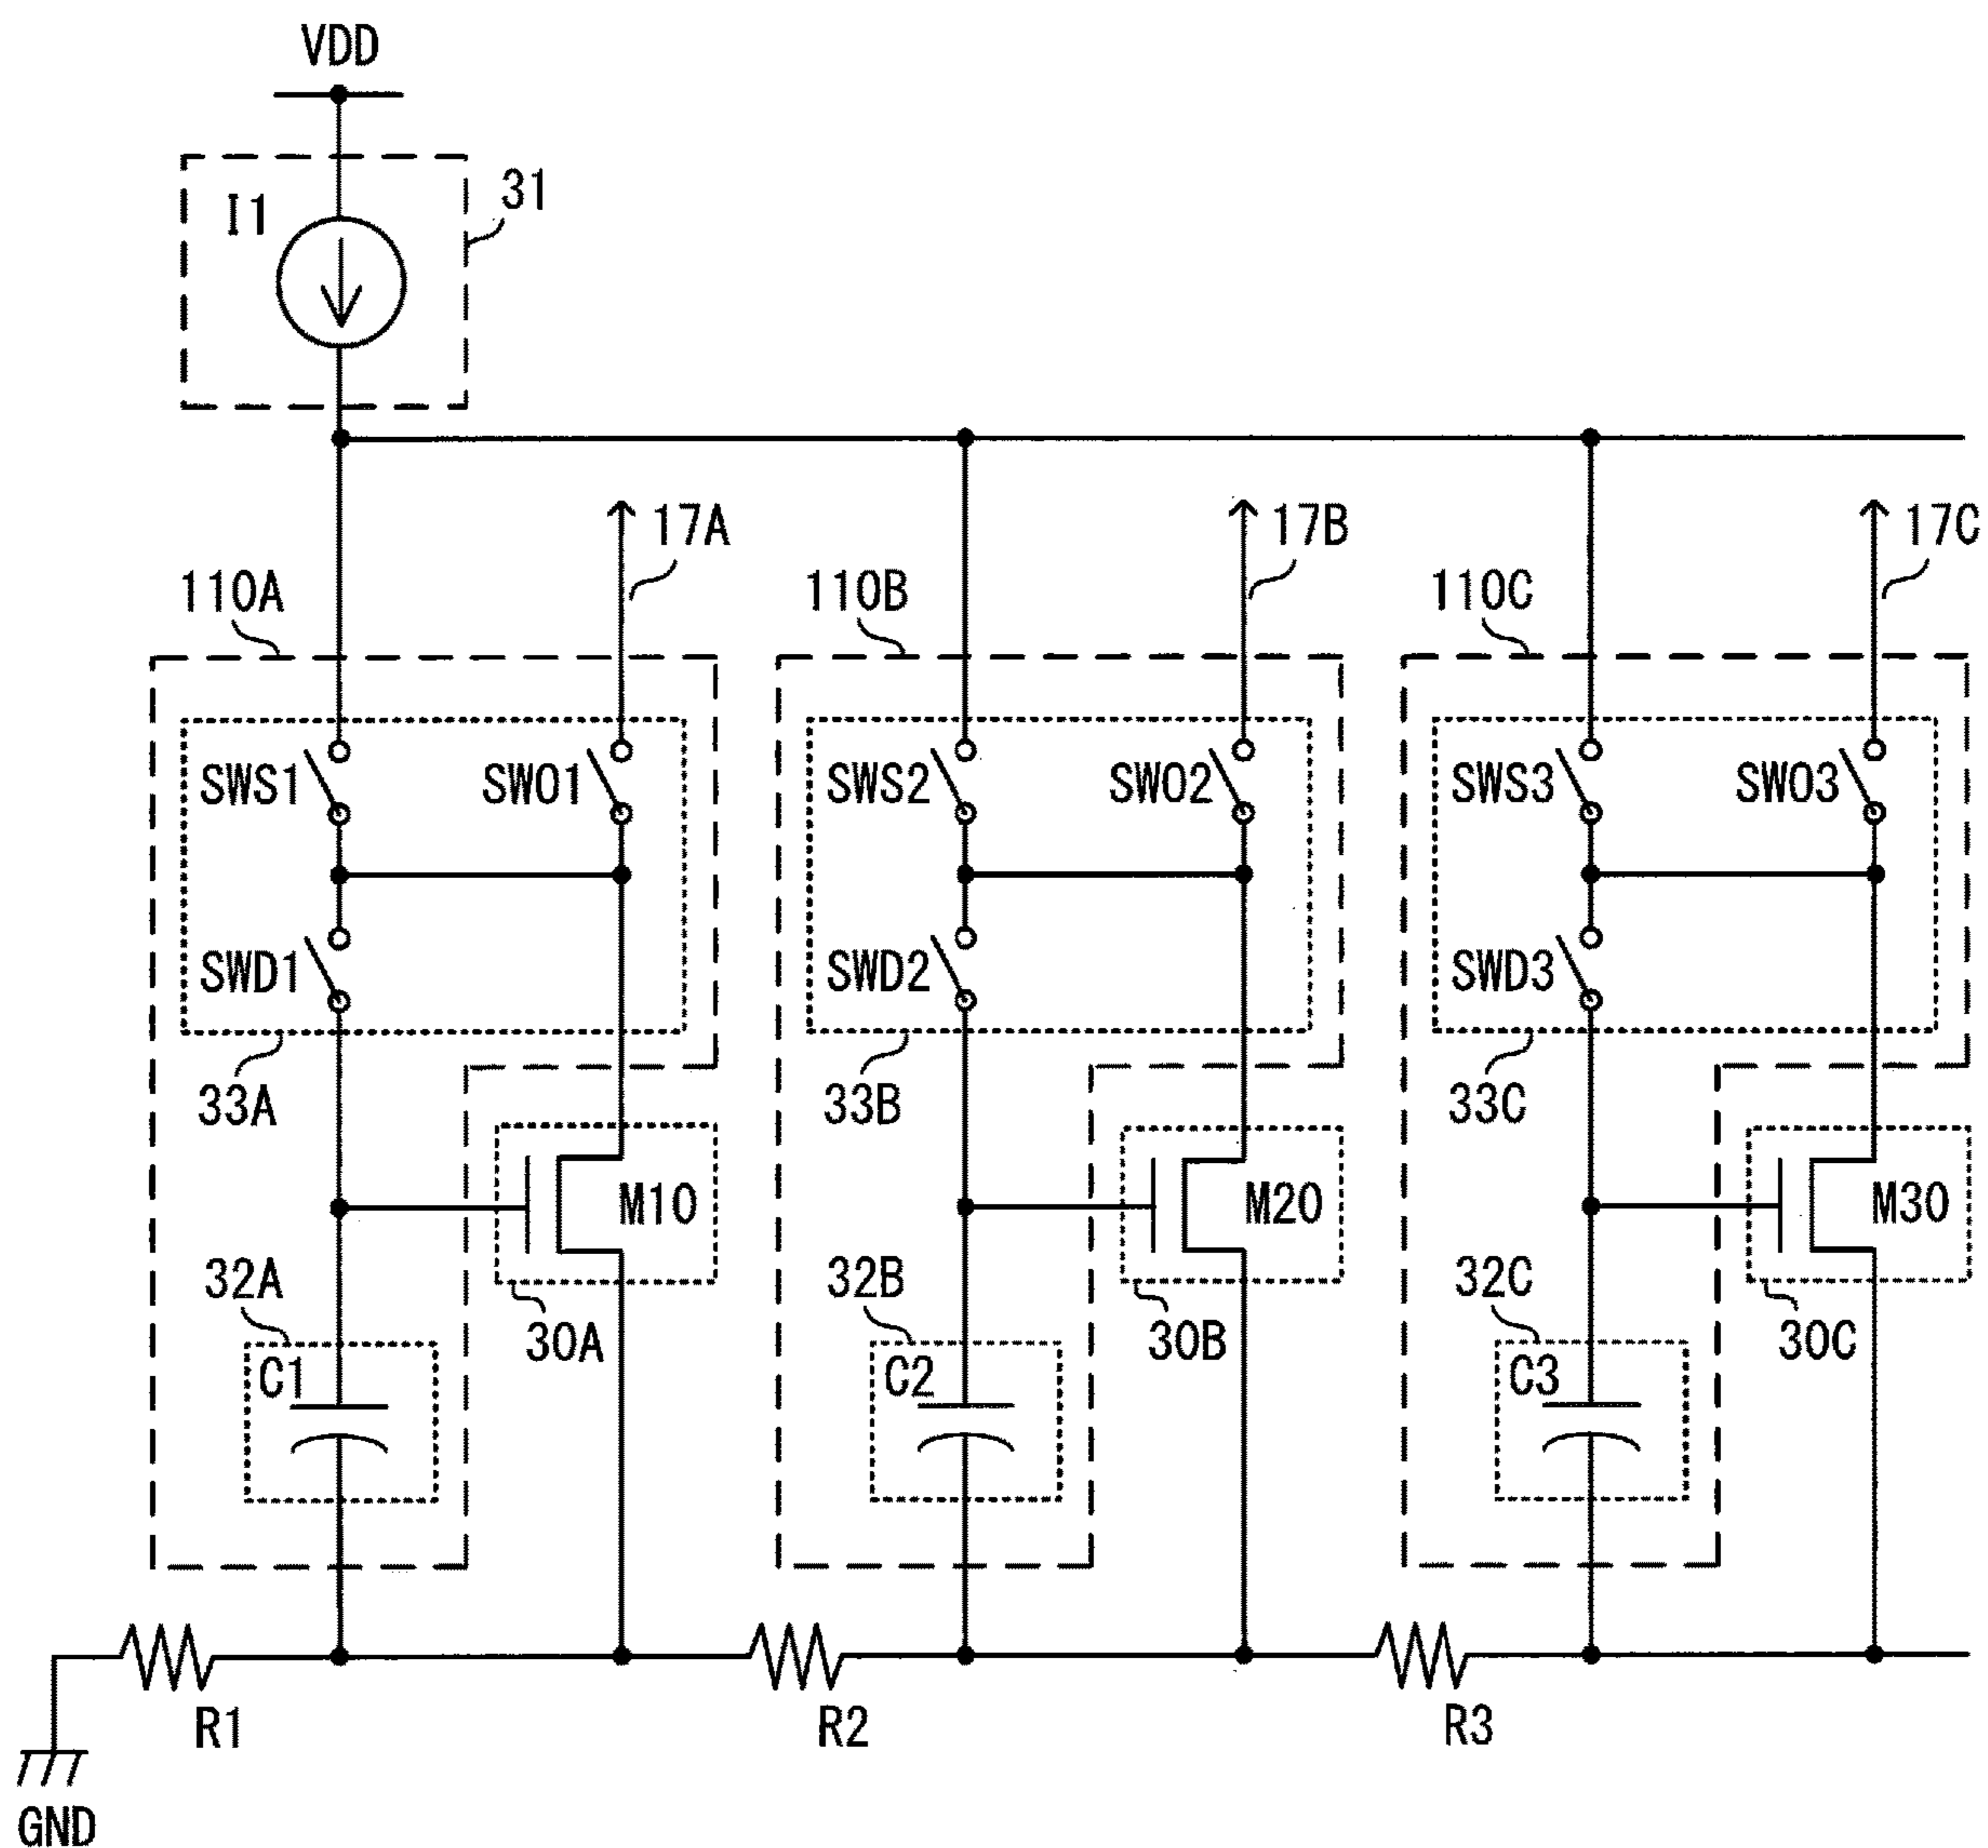 VDD
I1
31
17A
17B
17C
110A
110B
110C
SWS1
SWO1
SWS2
SWO2
SWS3
SWO3
SWD1
SWD2
SWD3
33A
33B
33C
M10
M20
M30
32A
32B
32C
30A
30B
30C
C1
C2
C3
R1
R2
R3
GND